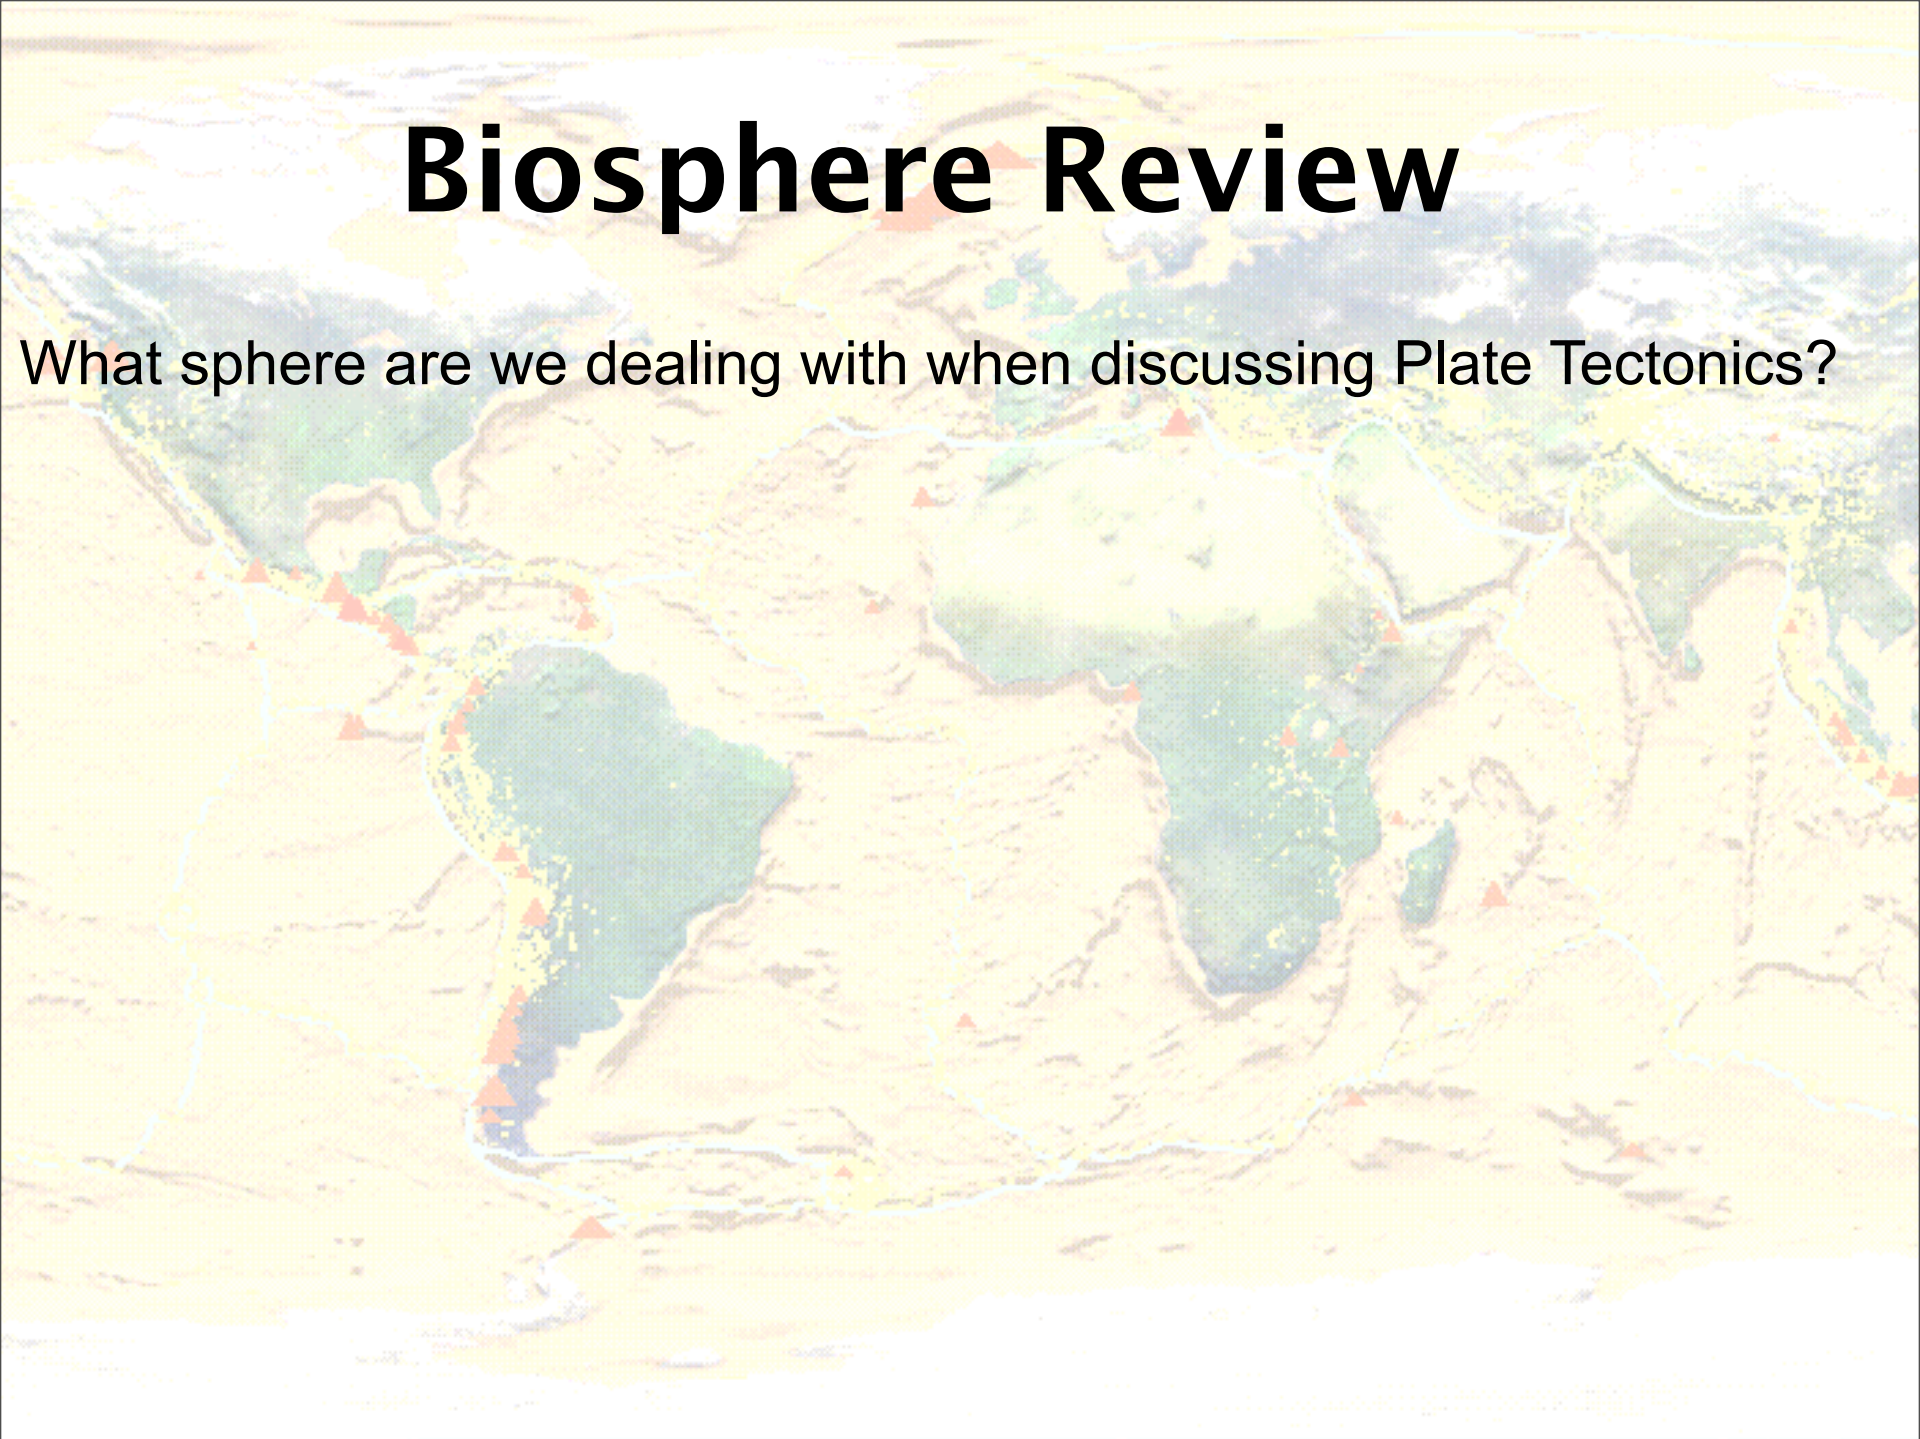 Biosphere Review
What sphere are we dealing with when discussing Plate Tectonics?